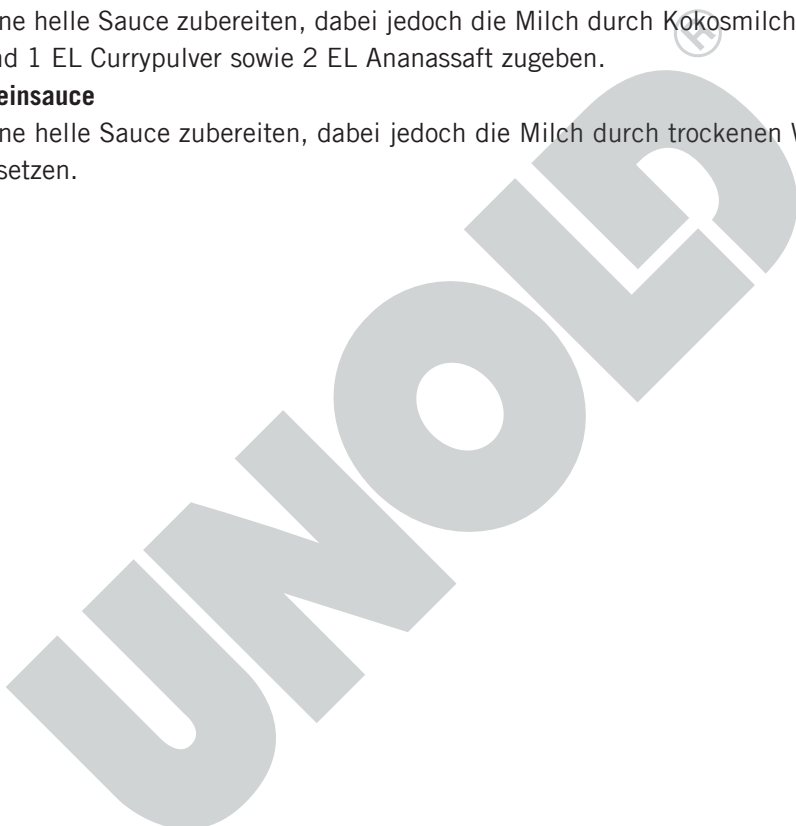 ne helle Sauce zubereiten, dabei jedoch die Milch durch Kokosmilch
nd 1 EL Currypulver sowie 2 EL Ananassaft zugeben.
einsauce
ne helle Sauce zubereiten, dabei jedoch die Milch durch trockenen
setzen.
UNOLD®